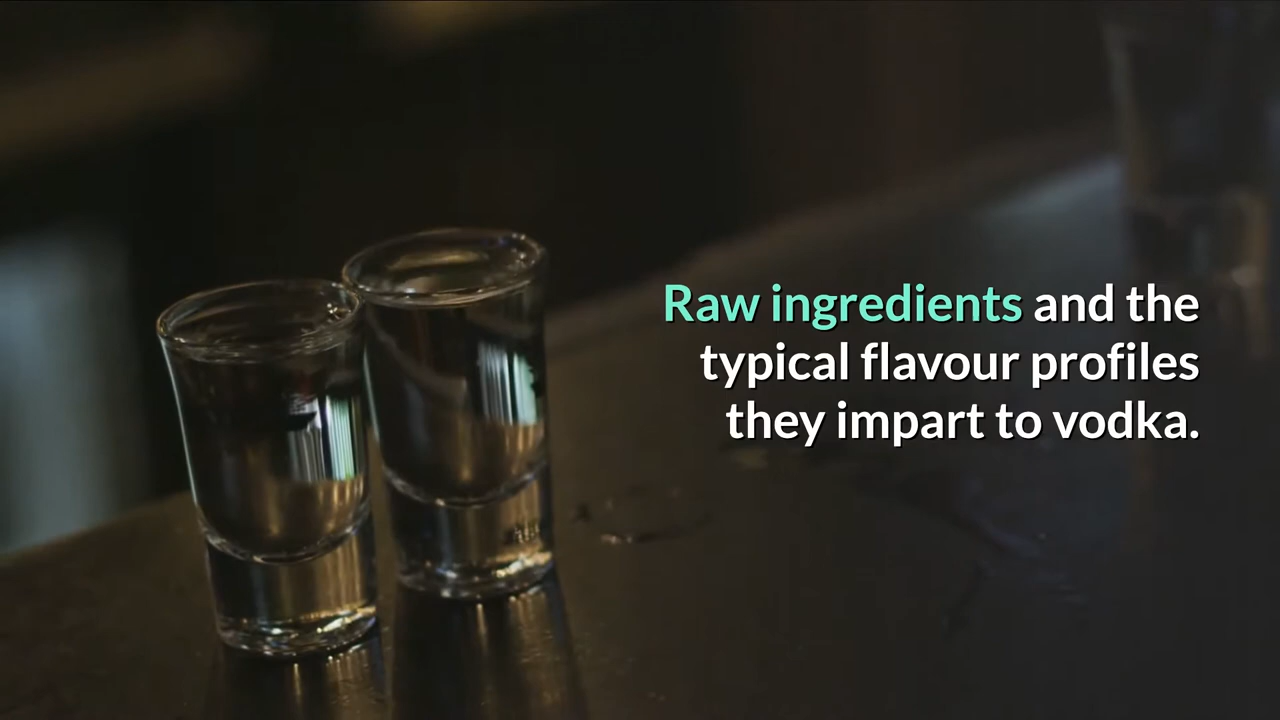 Raw ingredients and the
typical flavour profiles
they impart to vodka.